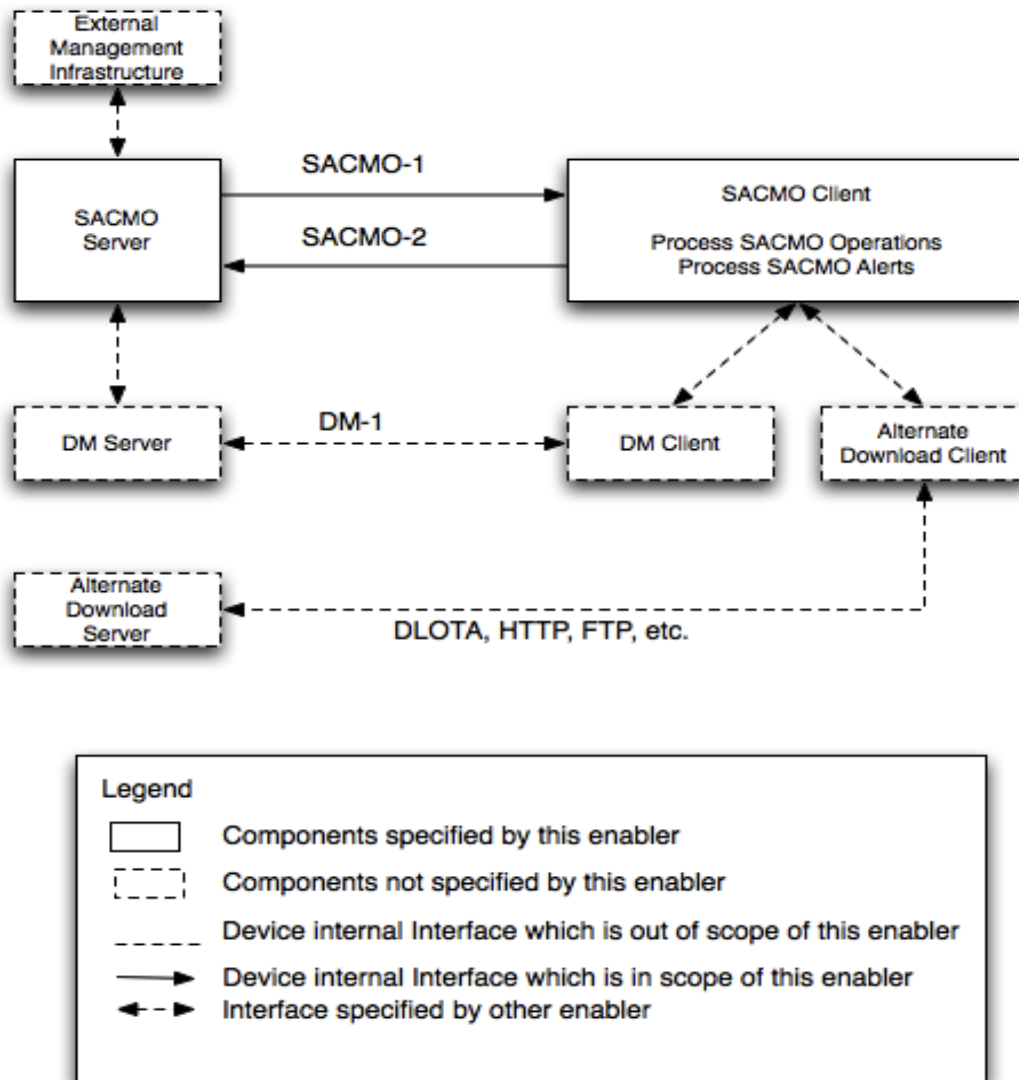 External
Management
Infrastructure
SACMO-1
SACMO
Server
SACMO Client
SACMO-2
Process SACMO Operations
Process SACMO Alerts
DM-1
DM Server
DM Client
Alternate
Download Client
Alternate
Download
Server
DLOTA, HTTP, FTP, etc.
Legend
Components specified by this enabler
Components not specified by this enabler
Device internal Interface which is out of scope of this enabler
Device internal Interface which is in scope of this enabler
Interface specified by other enabler